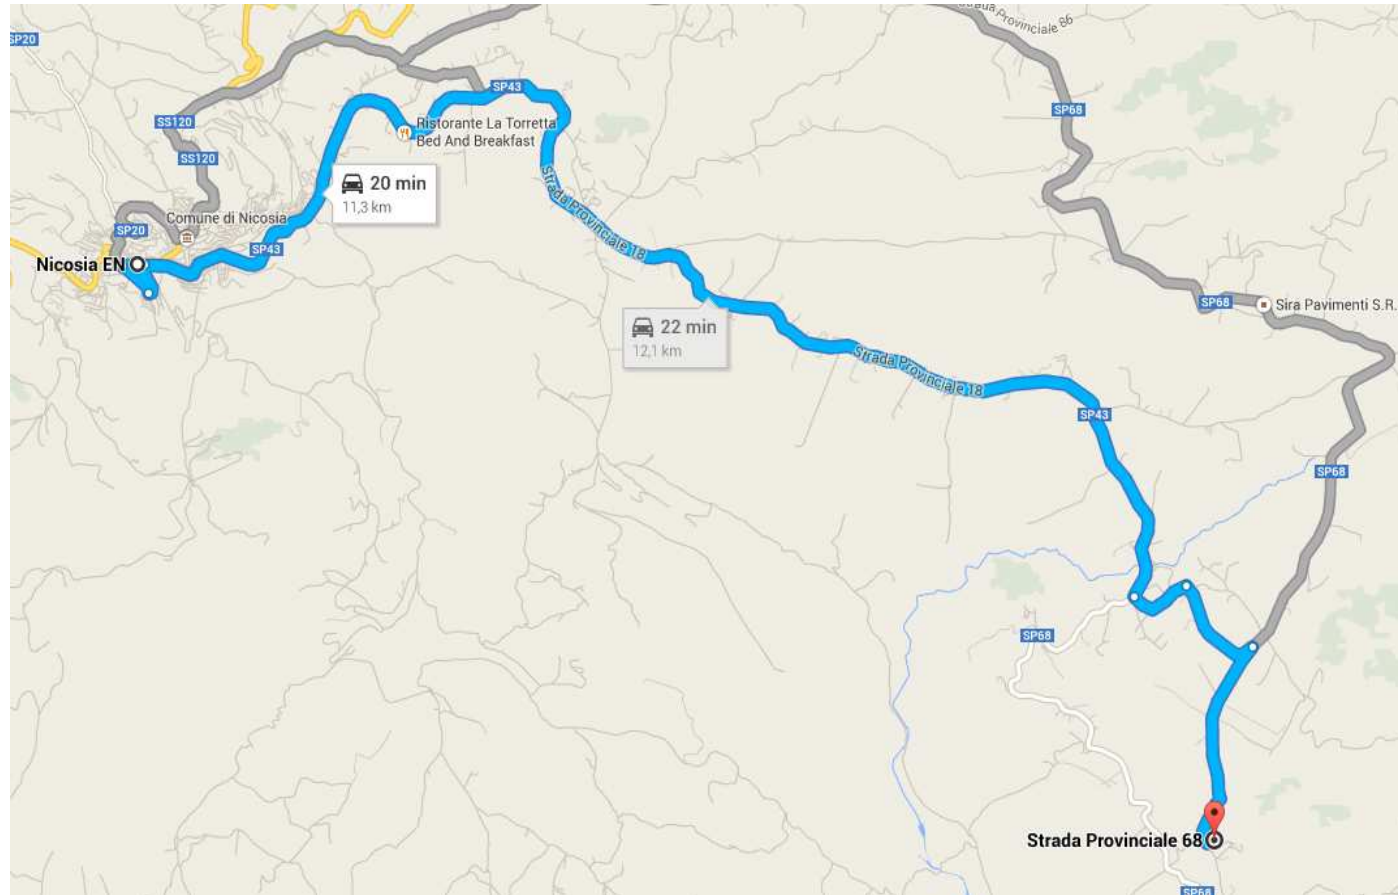 Strada Provinciale 86
SP20
SP43
SP68
SS120
Ristorante La Torretta
Bed And Breakfast
SS120
Strada Provinciale 18
20 min
11,3 km
Comune di Nicosia
SP20
SP43
Nicosia EN
SP68
Sira Pavimenti S.R.
22 min
12,1 km
Strada Provinciale 18
SP43
SP68
SP68
Strada Provinciale 68
SP68